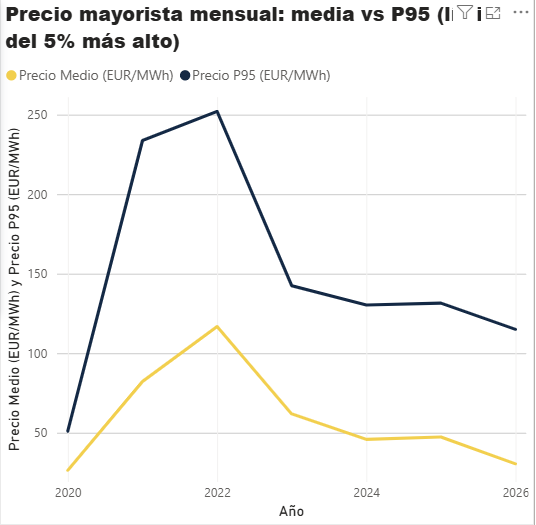 Precio mayorista mensual: media vs P95
del 5% más alto)
Precio Medio (EUR/MWh) Precio P95 (EUR/MWh)
Precio Medio (EUR/MWh) y Precio P95 (EUR/MWh)
250
200
150
100
50
2020 2022 2024 2026
Año